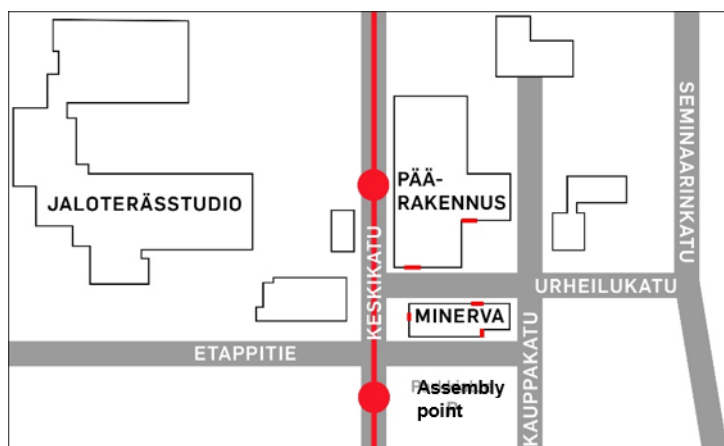 SEMINAARINKATU
PÄÄ-
RAKENNUS
JALOTERÄSSTUDIO
KESKIKATU
URHEILUKATU
MINERVA
ETAPPITIE
KAUPPAKATU
Assembly
point